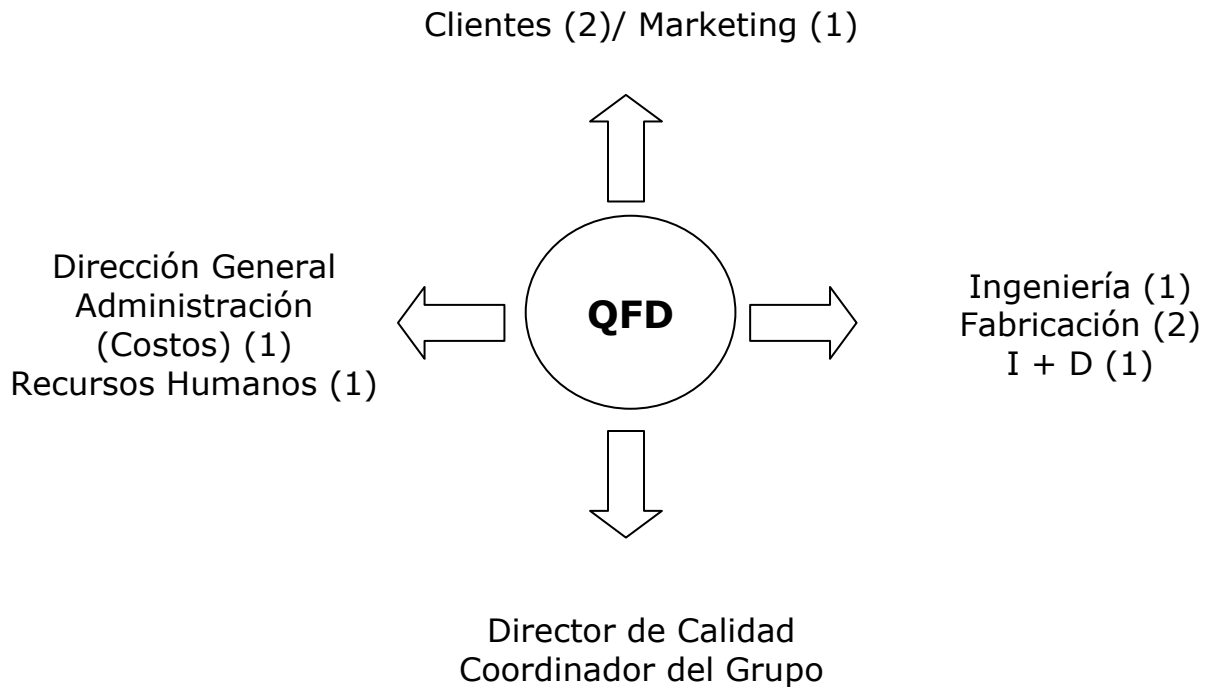 Clientes (2)/ Marketing (1)
Dirección General
Administración
(Costos) (1)
Recursos Humanos (1)
QFD
Ingeniería (1)
Fabricación (2)
I + D (1)
Director de Calidad
Coordinador del Grupo